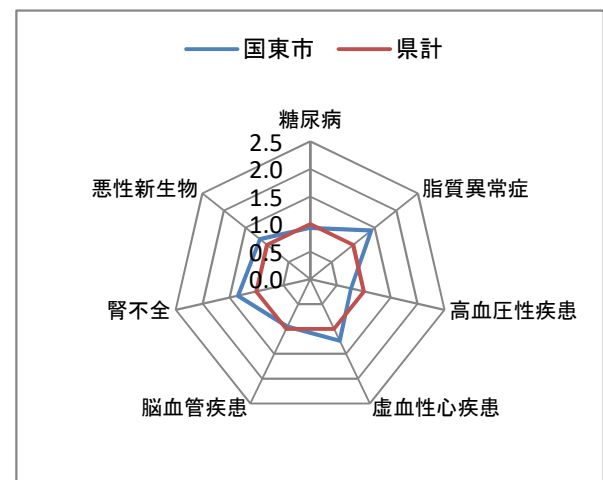 国東市 県計
糖尿病
2.5
2.0
1.5
1.0
0.5
0.0
脂質異常症
高血圧性疾患
虚血性心疾患
脳血管疾患
腎不全
悪性新生物